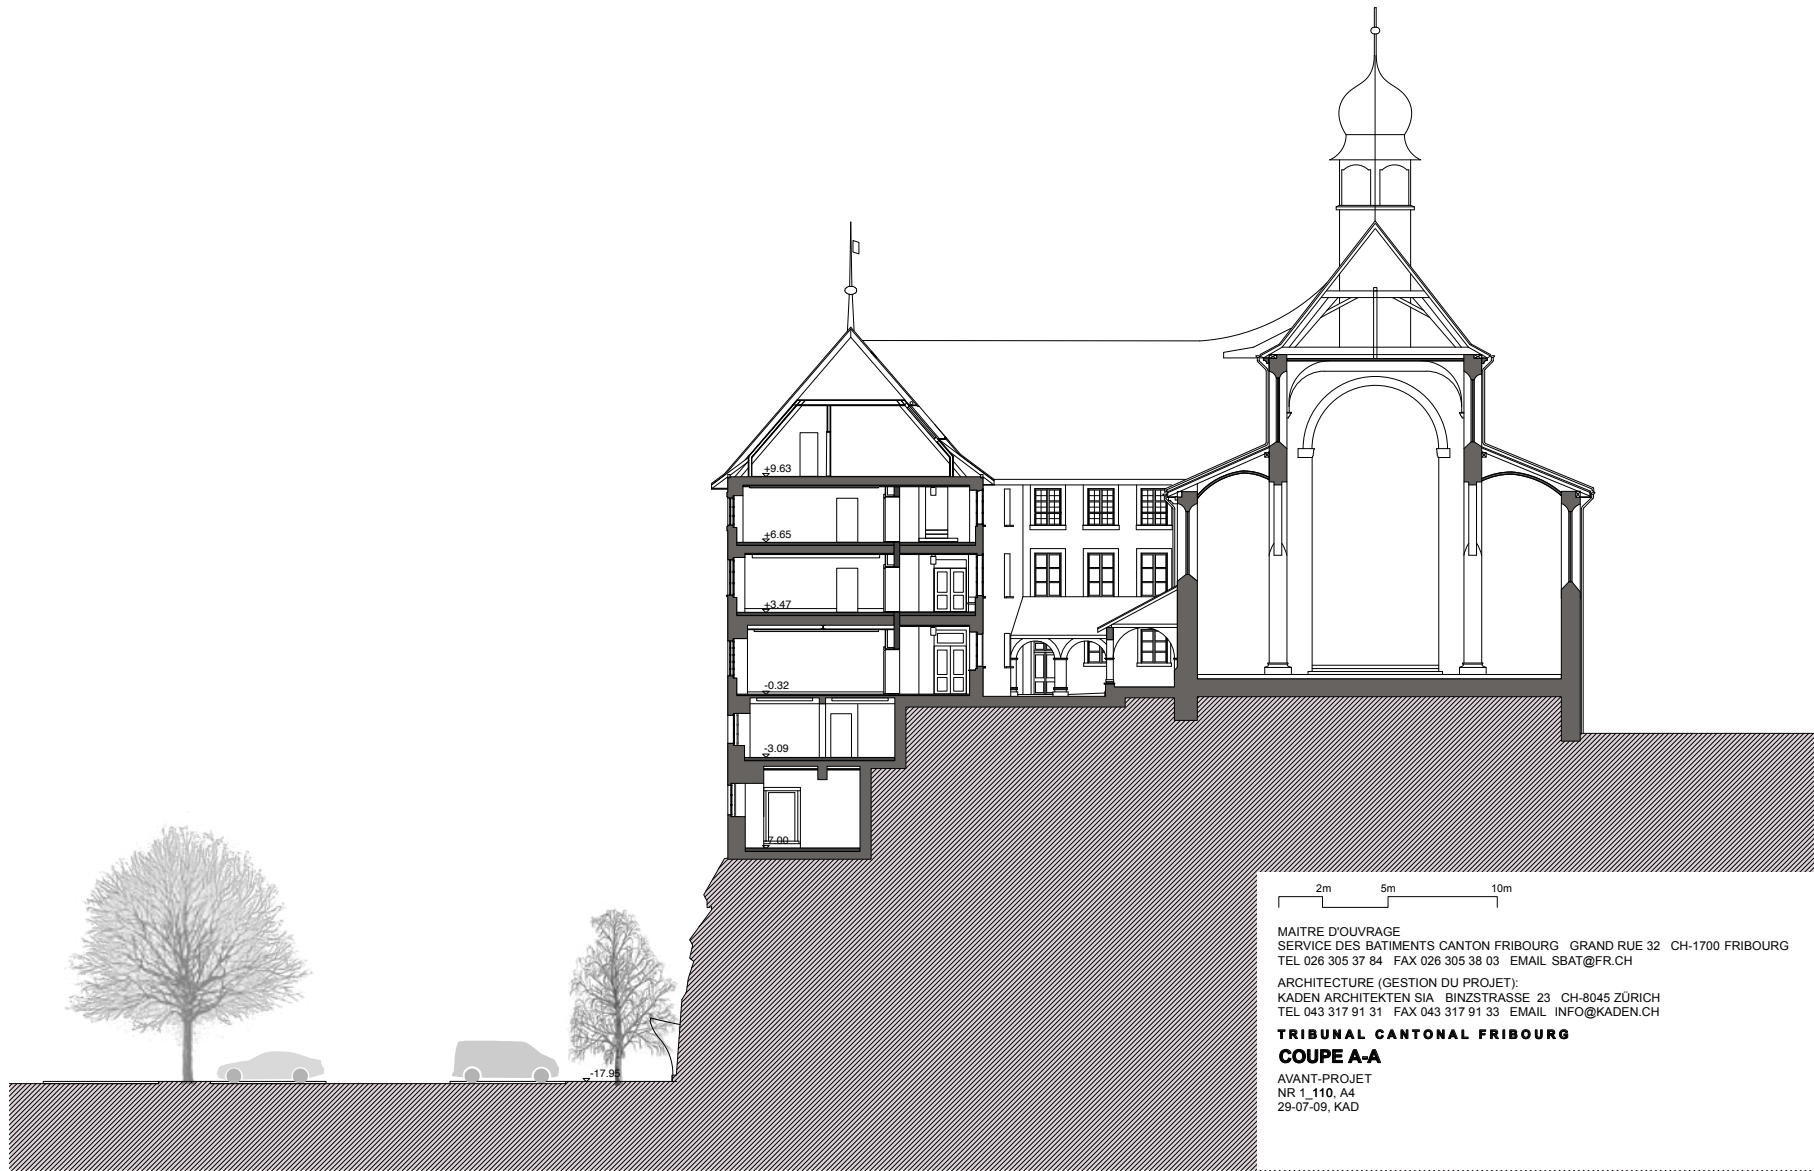 +9.63
+6.65
+3.47
-0.32
-3.09
-7.00
-17.95
2m 5m 10m
MAITRE D'OUVRAGE
SERVICE DES BATIMENTS CANTON FRIBOURG GRAND RUE 32 CH-1700 FRIBOURG
TEL 026 305 37 84 FAX 026 305 38 03 EMAIL SBAT@FR.CH
ARCHITECTURE (GESTION DU PROJET):
KADEN ARCHITEKTEN SIA BINZSTRASSE 23 CH-8045 ZÜRICH
TEL 043 317 91 31 FAX 043 317 91 33 EMAIL INFO@KADEN.CH
TRIBUNAL CANTONAL FRIBOURG
COUPE A-A
AVANT-PROJET
NR 1_110, A4
29-07-09, KAD